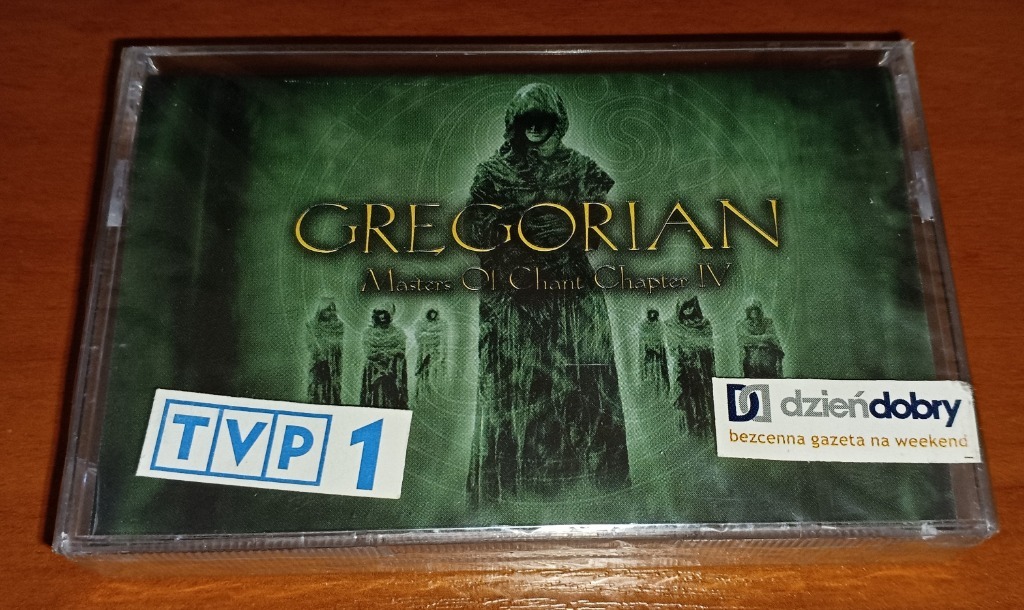 GREGORIAN
Masters Of Chant Chapter IV
TVP 1
dzieńdobry
bezcenna gazeta na weekend